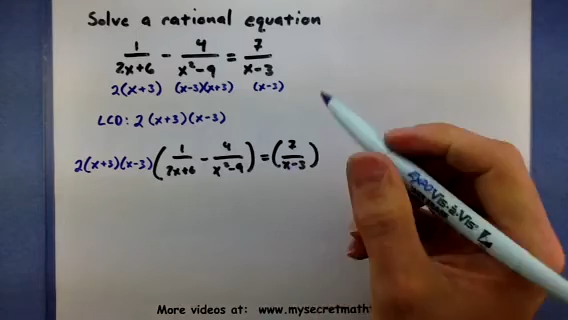 Solve a rational equation
1/(2x+6) - 4/(x²-9) = 7/(x-3)
2(x+3) (x-3)(x+3) (x-3)
LCD: 2(x+3)(x-3)
2(x+3)(x-3)(1/(2x+6) - 4/(x²-9)) = (7/(x-3))
EXPO Vis-à-Vis
More videos at: www.mysecretmath